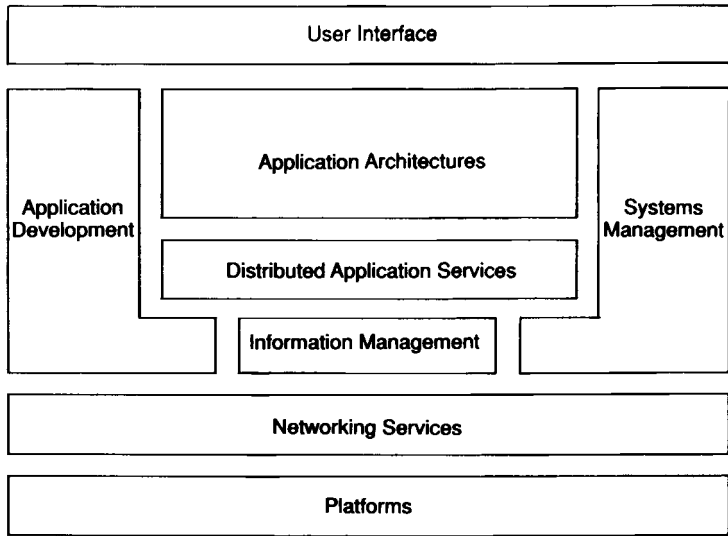 User Interface
Application Architectures
Application
Development
Systems
Management
Distributed Application Services
Information Management
Networking Services
Platforms